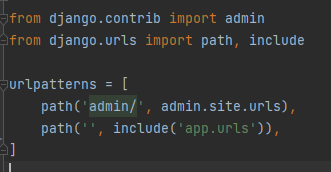 from django.contrib import admin
from django.urls import path, include
urlpatterns = [
path('admin/', admin.site.urls),
path('', include('app.urls')),
]